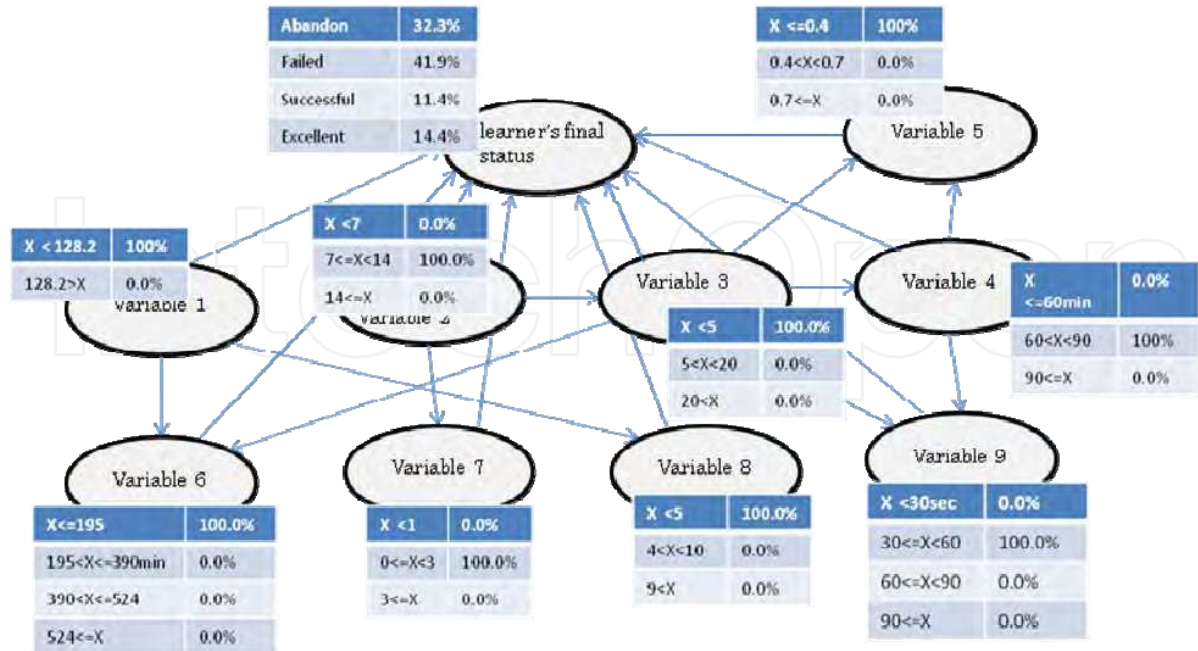 Abandon 32.3%
Failed 41.9%
Successful 11.4%
Excellent 14.4%
learner's final
status
X <=0.4 100%
0.4<X<0.7 0.0%
0.7<=X 0.0%
Variable 5
X <128.2 100%
128.2>X 0.0%
Variable 1
X <7 0.0%
7<=X<14 100.0%
14<=X 0.0%
Variable 2
Variable 3
X <5 100.0%
5<X<20 0.0%
20<X 0.0%
Variable 4
X
<=60min 0.0%
60<X<90 100%
90<=X 0.0%
Variable 6
X<=195 100.0%
195<X<=390min 0.0%
390<X<=524 0.0%
524<=X 0.0%
Variable 7
X <1 0.0%
0<=X<3 100.0%
3<=X 0.0%
Variable 8
X <5 100.0%
4<X<10 0.0%
9<X 0.0%
Variable 9
X <30sec 0.0%
30<=X<60 100.0%
60<=X<90 0.0%
90<=X 0.0%